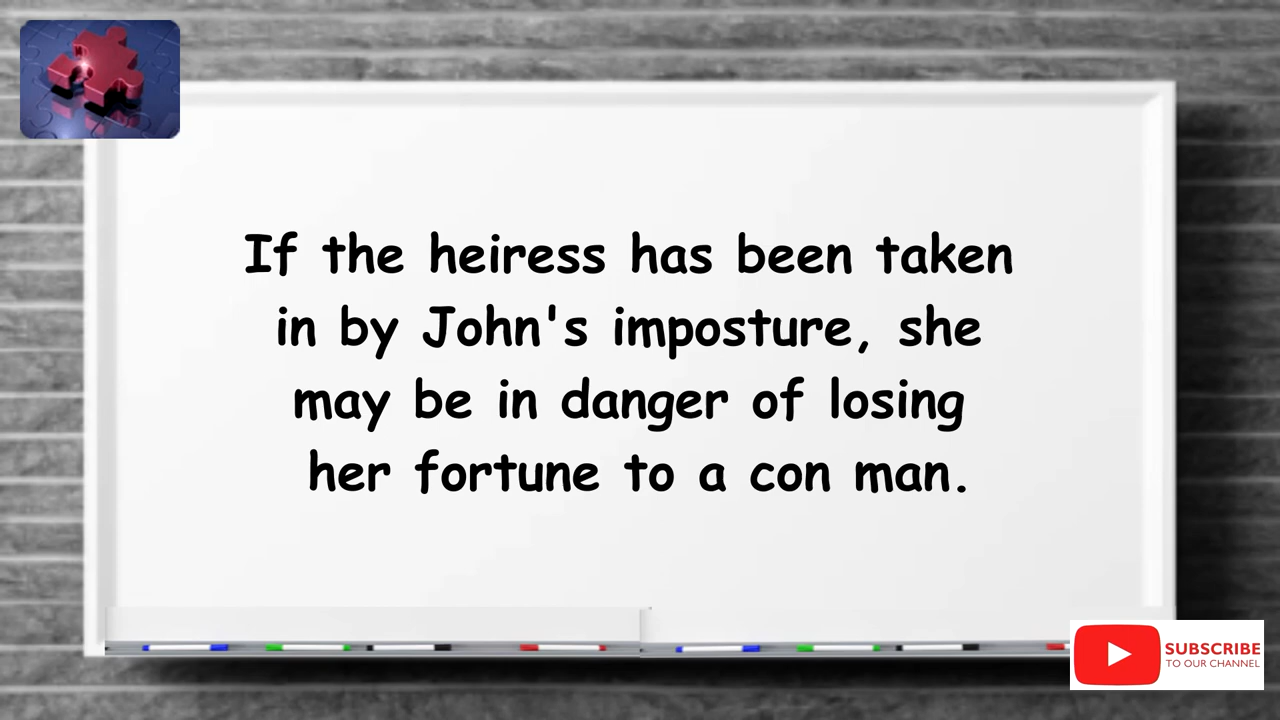 If the heiress has been taken
in by John's imposture, she
may be in danger of losing
her fortune to a con man.
SUBSCRIBE
TO OUR CHANNEL